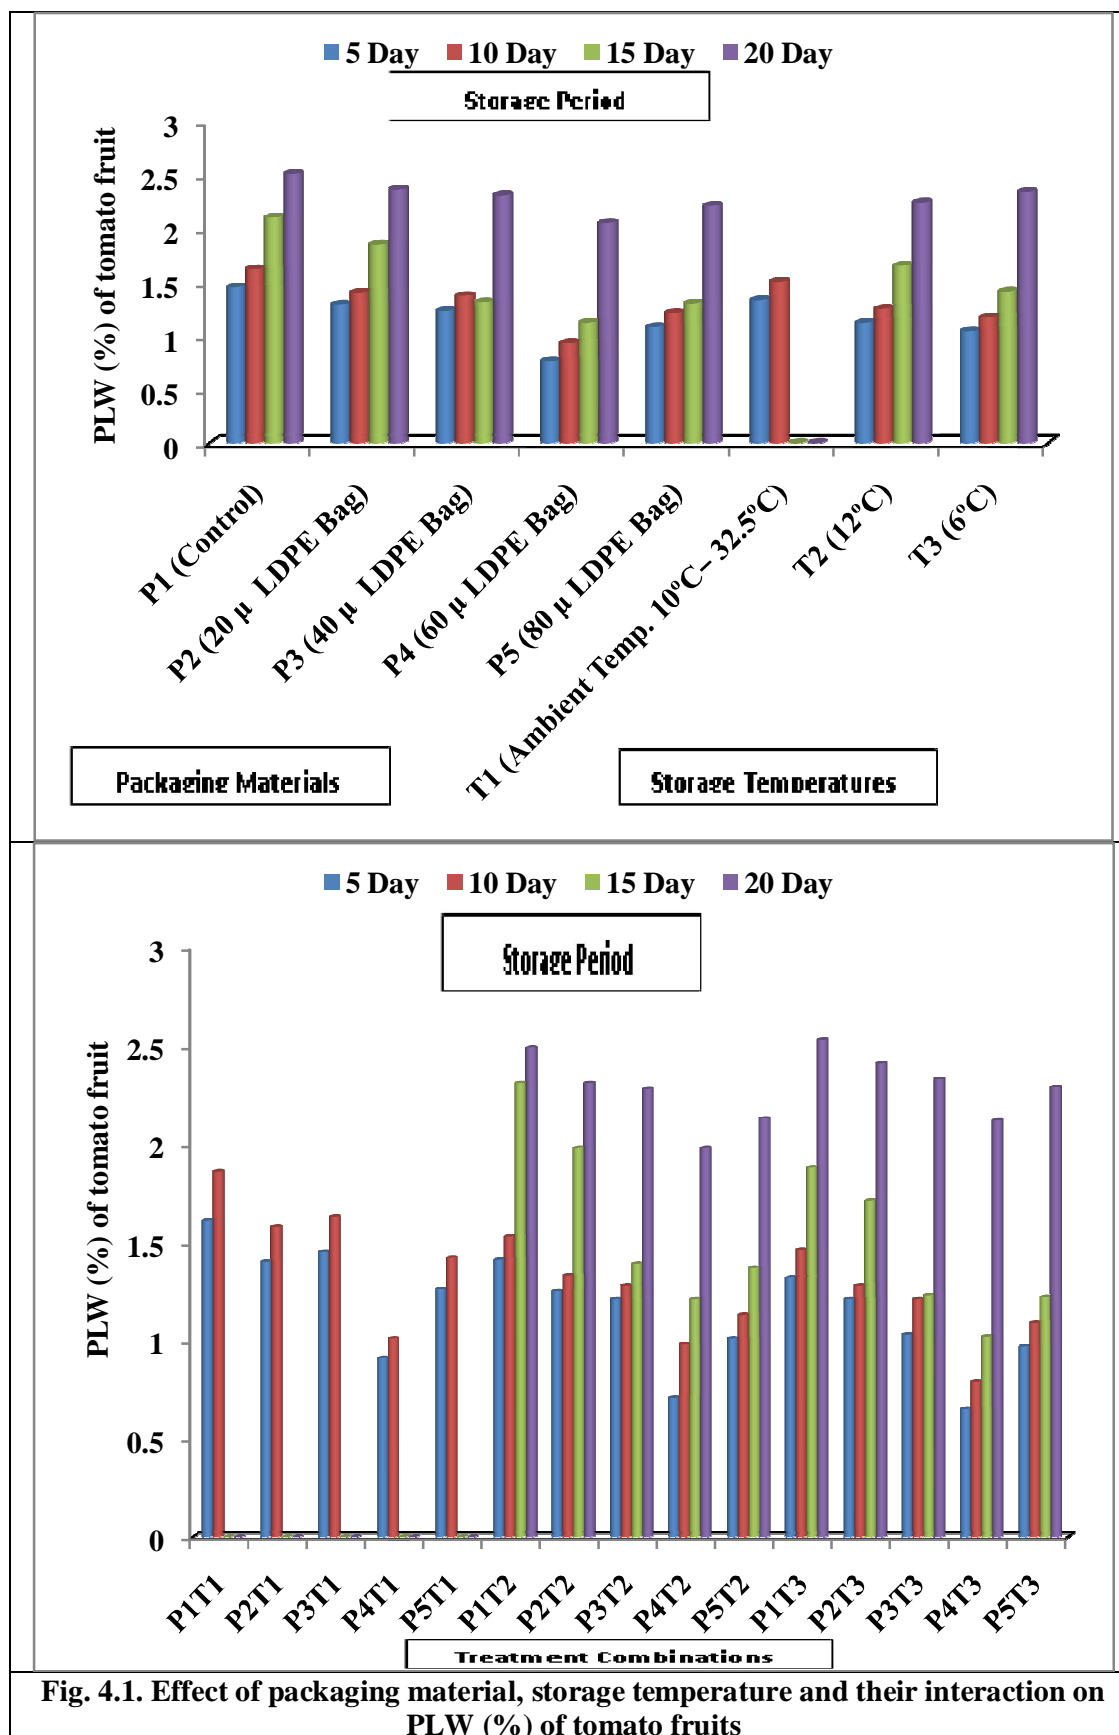 5 Day 10 Day 15 Day 20 Day
Storage Period
PLW (%) of tomato fruit
3
2.5
2
1.5
1
0.5
0
P1 (Control)
P2 (20 µ LDPE Bag)
P3 (40 µ LDPE Bag)
P4 (60 µ LDPE Bag)
P5 (80 µ LDPE Bag)
T1 (Ambient Temp. 10ºC– 32.5ºC)
T2 (12ºC)
T3 (6ºC)
Packaging Materials
Storage Temperatures
5 Day 10 Day 15 Day 20 Day
Storage Period
PLW (%) of tomato fruit
3
2.5
2
1.5
1
0.5
0
P1T1
P2T1
P3T1
P4T1
P5T1
P1T2
P2T2
P3T2
P4T2
P5T2
P1T3
P2T3
P3T3
P4T3
P5T3
Treatment Combinations
Fig. 4.1. Effect of packaging material, storage temperature and their interaction on
PLW (%) of tomato fruits